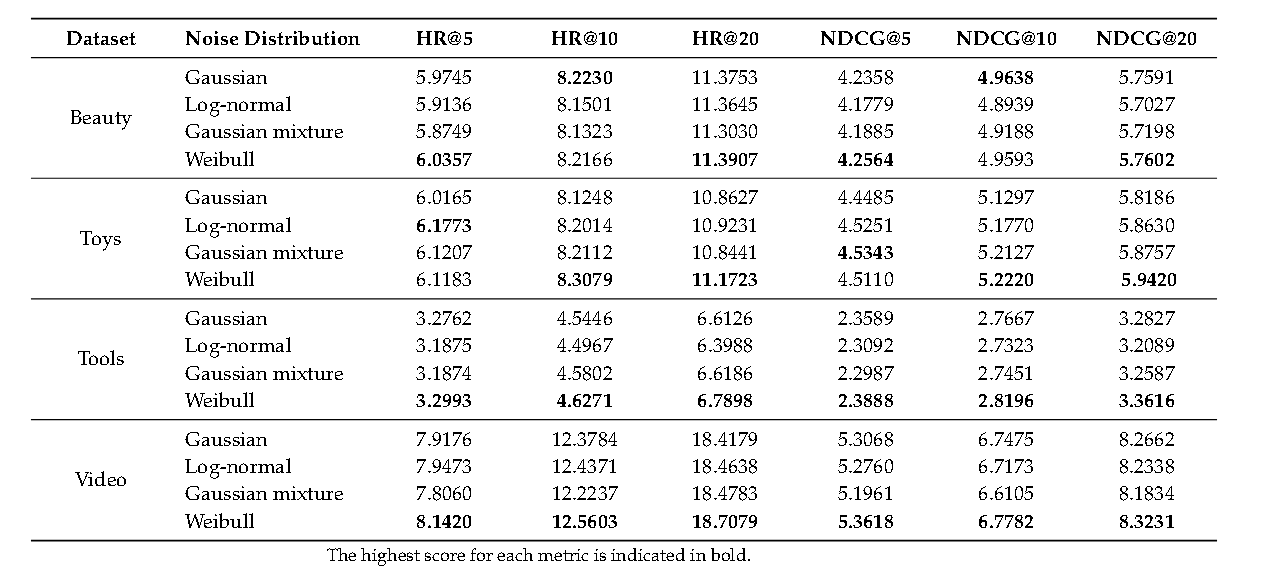 Dataset Noise Distribution HR@5 HR@10 HR@20 NDCG@5 NDCG@10 NDCG@20
Beauty
Gaussian 5.9745 8.2230 11.3753 4.2358 4.9638 5.7591
Log-normal 5.9136 8.1501 11.3645 4.1779 4.8939 5.7027
Gaussian mixture 5.8749 8.1323 11.3030 4.1885 4.9188 5.7198
Weibull 6.0357 8.2166 11.3907 4.2564 4.9593 5.7602
Toys
Gaussian 6.0165 8.1248 10.8627 4.4485 5.1297 5.8186
Log-normal 6.1773 8.2014 10.9231 4.5251 5.1770 5.8630
Gaussian mixture 6.1207 8.2112 10.8441 4.5343 5.2127 5.8757
Weibull 6.1183 8.3079 11.1723 4.5110 5.2220 5.9420
Tools
Gaussian 3.2762 4.5446 6.6126 2.3589 2.7667 3.2827
Log-normal 3.1875 4.4967 6.3988 2.3092 2.7323 3.2089
Gaussian mixture 3.1874 4.5802 6.6186 2.2987 2.7451 3.2587
Weibull 3.2993 4.6271 6.7898 2.3888 2.8196 3.3616
Video
Gaussian 7.9176 12.3784 18.4179 5.3068 6.7475 8.2662
Log-normal 7.9473 12.4371 18.4638 5.2760 6.7173 8.2338
Gaussian mixture 7.8060 12.2237 18.4783 5.1961 6.6105 8.1834
Weibull 8.1420 12.5603 18.7079 5.3618 6.7782 8.3231
The highest score for each metric is indicated in bold.